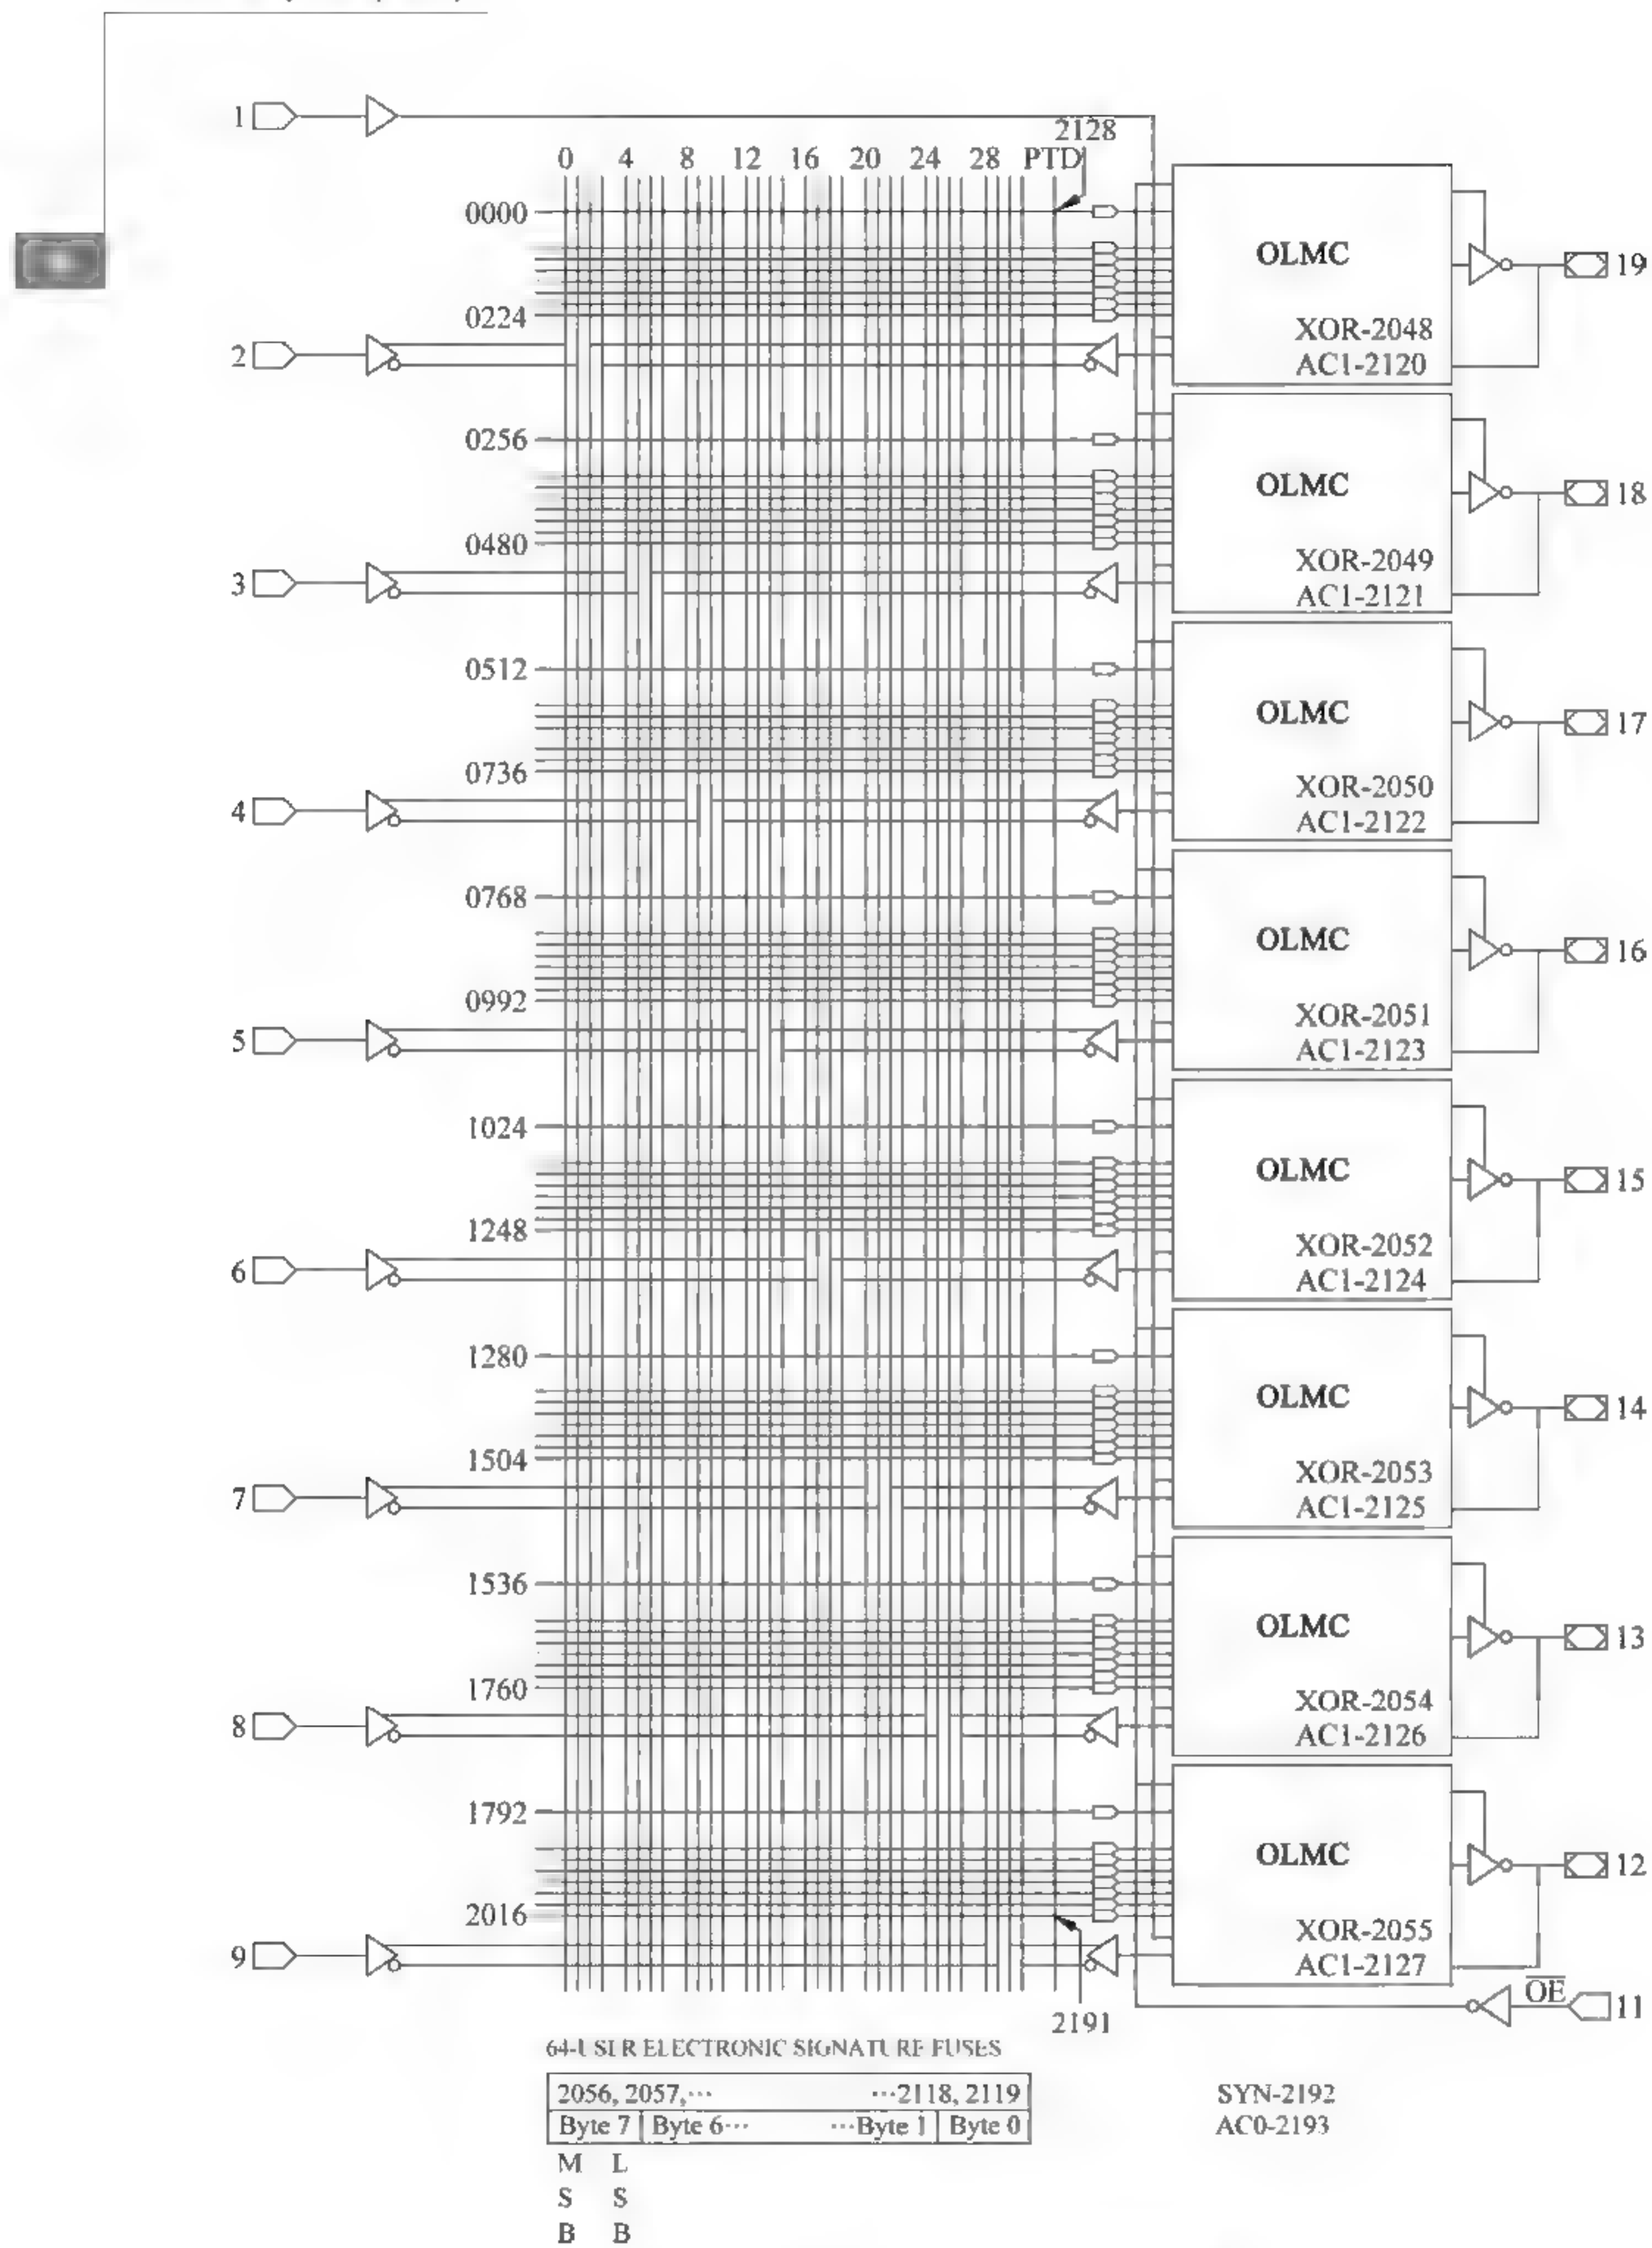 1
2128
0 4 8 12 16 20 24 28 PTD
0000
OLMC
19
0224
XOR-2048
2
AC1-2120
0256
OLMC
18
0480
XOR-2049
3
AC1-2121
0512
OLMC
17
0736
XOR-2050
4
AC1-2122
0768
OLMC
16
0992
XOR-2051
5
AC1-2123
1024
OLMC
15
1248
XOR-2052
6
AC1-2124
1280
OLMC
14
1504
XOR-2053
7
AC1-2125
1536
OLMC
13
1760
XOR-2054
8
AC1-2126
1792
OLMC
12
2016
XOR-2055
9
AC1-2127
OE
11
2191
64-USER ELECTRONIC SIGNATURE FUSES
2056, 2057,··· ···2118, 2119
Byte 7 Byte 6··· ···Byte 1 Byte 0
SYN-2192
AC0-2193
M L
S S
B B